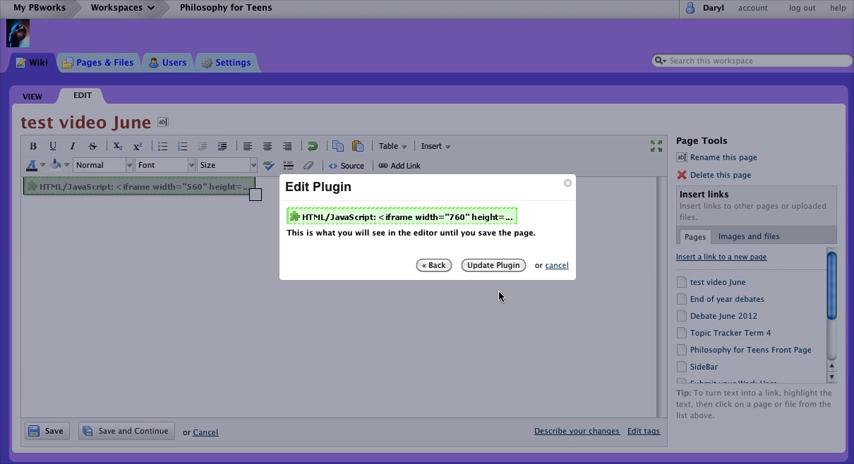 My PBworks Workspaces Philosophy for Teens Daryl account log out help
Wiki Pages & Files Users Settings Search this workspace
VIEW EDIT
test video June ab|
B I U S X₂ X² Table Insert
A Normal Font Size Source Add Link
HTML/JavaScript: <iframe width="560" height=...
Edit Plugin
HTML/JavaScript: <iframe width="760" height=...
This is what you will see in the editor until you save the page.
« Back Update Plugin or cancel
Save Save and Continue or Cancel Describe your changes Edit tags
Page Tools
ab| Rename this page
Delete this page
Insert links
Insert links to other pages or uploaded
files.
Pages Images and files
Insert a link to a new page
test video June
End of year debates
Debate June 2012
Topic Tracker Term 4
Philosophy for Teens Front Page
SideBar
Tip: To turn text into a link, highlight the
text, then click on a page or file from the
list above.